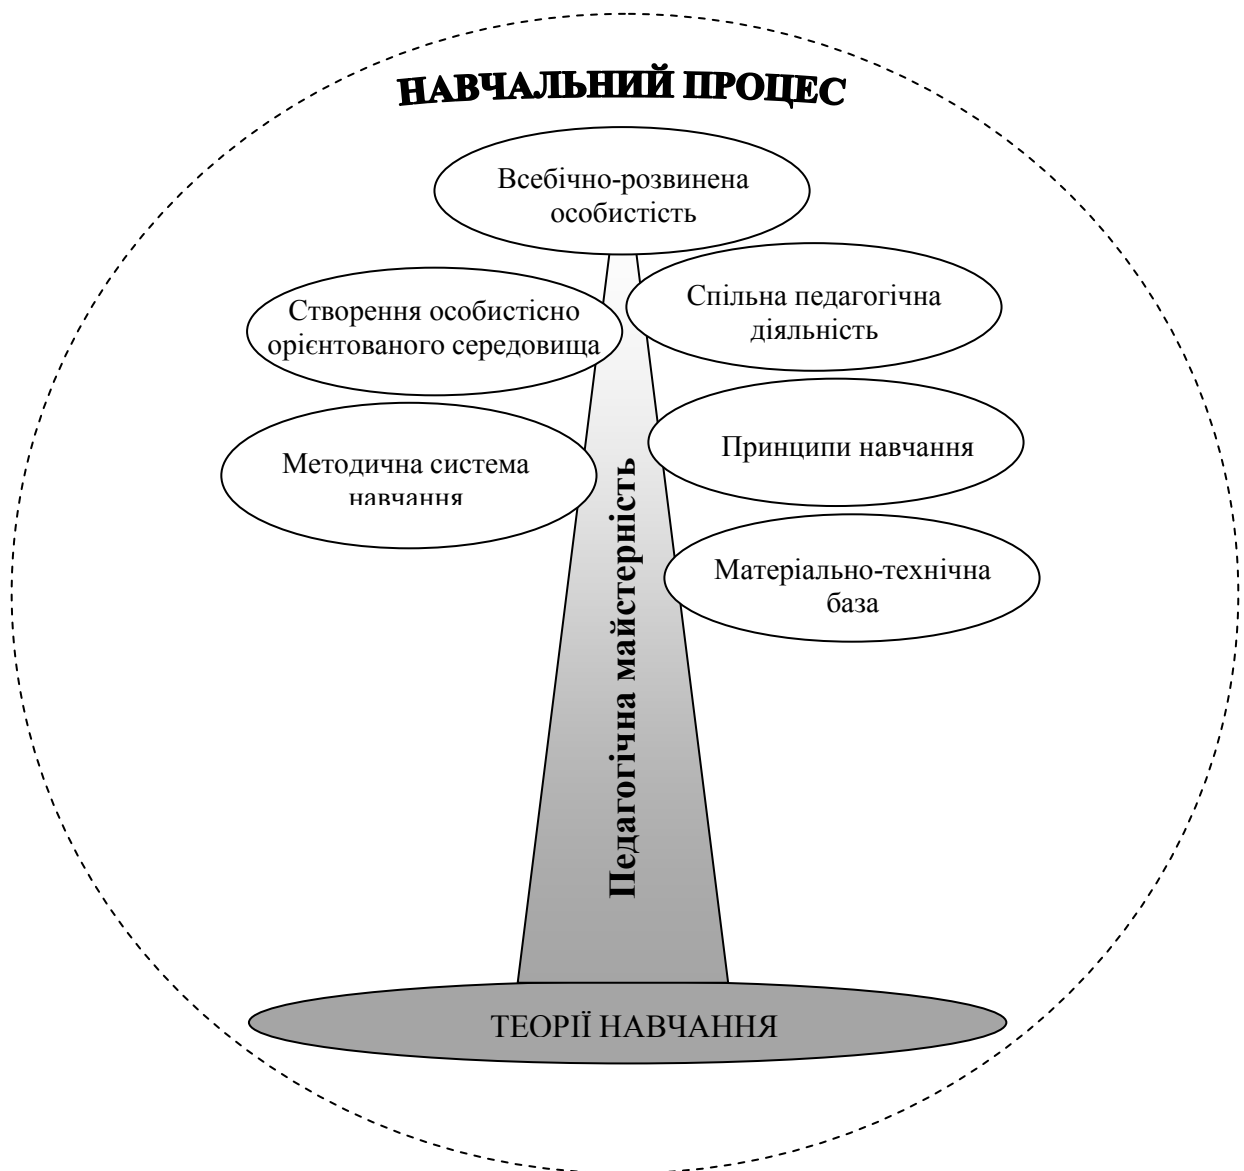 НАВЧАЛЬНИЙ ПРОЦЕС
Всебічно-розвинена
особистість
Створення особистісно
орієнтованого середовища
Спільна педагогічна
діяльність
Методична система
навчання
Принципи навчання
Матеріально-технічна
база
Педагогічна майстерність
ТЕОРІЇ НАВЧАННЯ